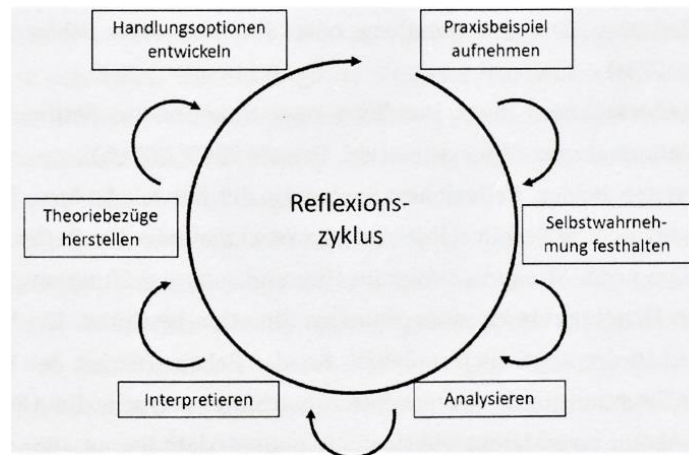 Handlungsoptionen
entwickeln
Praxisbeispiel
aufnehmen
Theoriebezüge
herstellen
Reflexions-
zyklus
Selbstwahrneh-
mung festhalten
Interpretieren
Analysieren